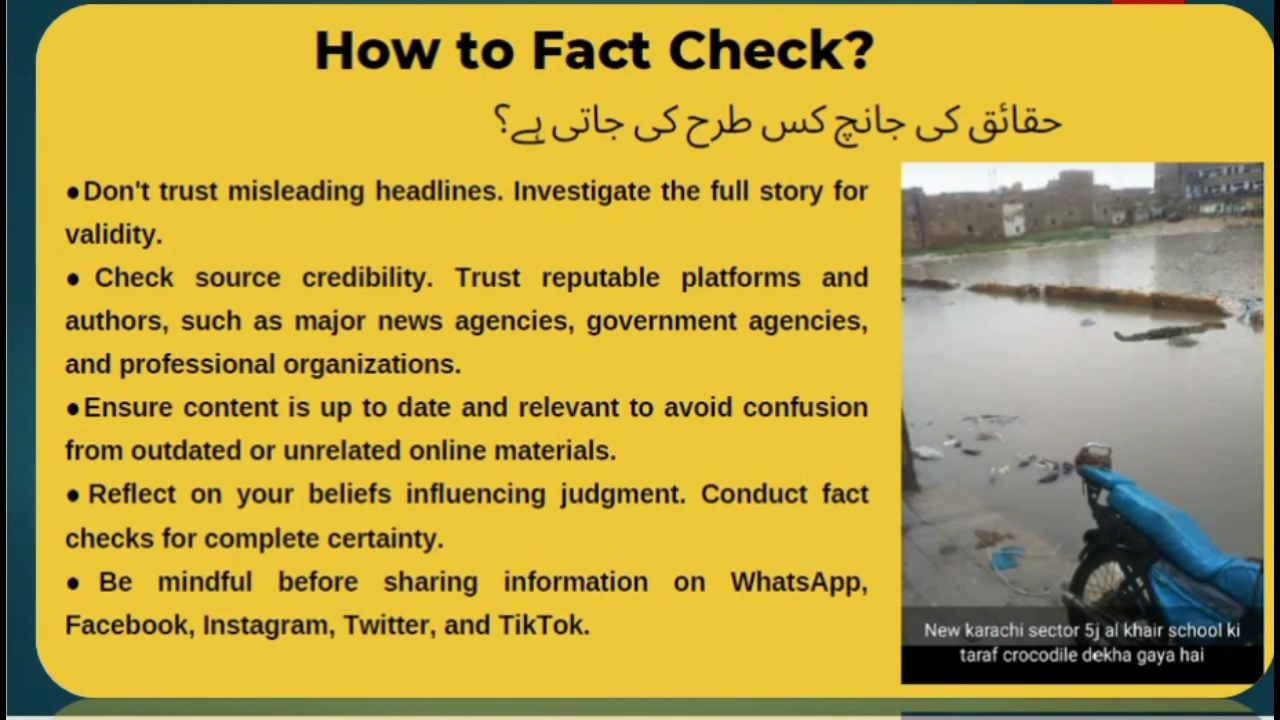 How to Fact Check?
حقائق کی جانچ کس طرح کی جاتی ہے؟
●Don't trust misleading headlines. Investigate the full story for
validity.
● Check source credibility. Trust reputable platforms and
authors, such as major news agencies, government agencies,
and professional organizations.
●Ensure content is up to date and relevant to avoid confusion
from outdated or unrelated online materials.
● Reflect on your beliefs influencing judgment. Conduct fact
checks for complete certainty.
● Be mindful before sharing information on WhatsApp,
Facebook, Instagram, Twitter, and TikTok.
New karachi sector 5j al khair school ki
taraf crocodile dekha gaya hai